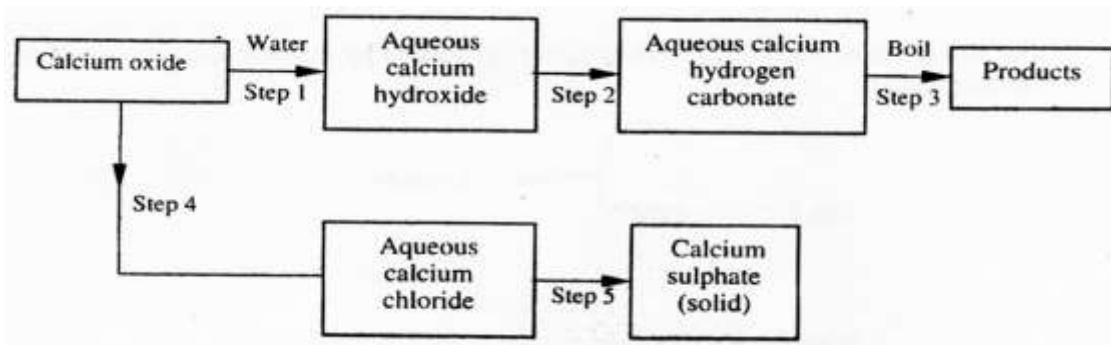 Calcium oxide
Water
Step 1
Aqueous
calcium
hydroxide
Step 2
Aqueous calcium
hydrogen
carbonate
Boil
Step 3
Products
Step 4
Aqueous
calcium
chloride
Step 5
Calcium
sulphate
(solid)